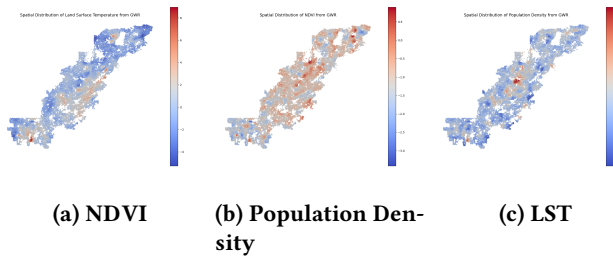 Spatial Distribution of Land Surface Temperature from GWR
Spatial Distribution of NDVI from GWR
Spatial Distribution of Population Density from GWR
(a) NDVI
(b) Population Den-
sity
(c) LST